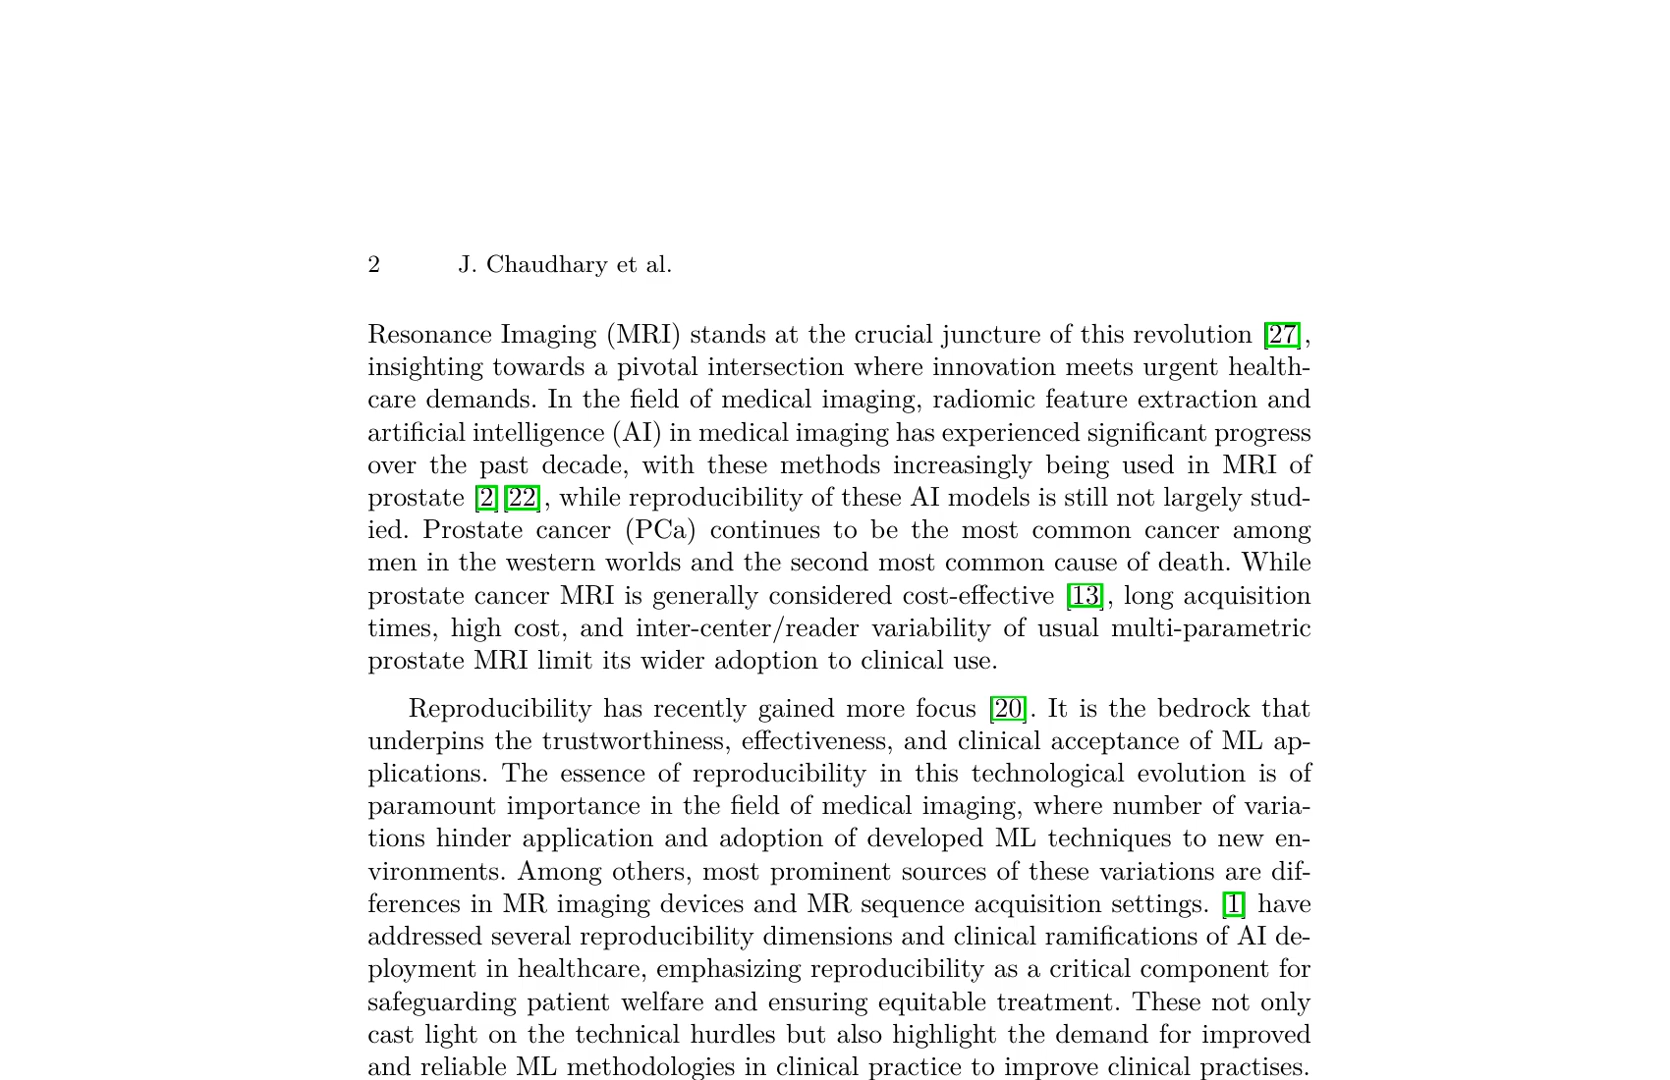 2 J. Chaudhary et al.
Resonance Imaging (MRI) stands at the crucial juncture of this revolution [27],
insighting towards a pivotal intersection where innovation meets urgent health-
care demands. In the field of medical imaging, radiomic feature extraction and
artificial intelligence (AI) in medical imaging has experienced significant progress
over the past decade, with these methods increasingly being used in MRI of
prostate [2] [22], while reproducibility of these AI models is still not largely stud-
ied. Prostate cancer (PCa) continues to be the most common cancer among
men in the western worlds and the second most common cause of death. While
prostate cancer MRI is generally considered cost-effective [13], long acquisition
times, high cost, and inter-center/reader variability of usual multi-parametric
prostate MRI limit its wider adoption to clinical use.
Reproducibility has recently gained more focus [20]. It is the bedrock that
underpins the trustworthiness, effectiveness, and clinical acceptance of ML ap-
plications. The essence of reproducibility in this technological evolution is of
paramount importance in the field of medical imaging, where number of varia-
tions hinder application and adoption of developed ML techniques to new en-
vironments. Among others, most prominent sources of these variations are dif-
ferences in MR imaging devices and MR sequence acquisition settings. [1] have
addressed several reproducibility dimensions and clinical ramifications of AI de-
ployment in healthcare, emphasizing reproducibility as a critical component for
safeguarding patient welfare and ensuring equitable treatment. These not only
cast light on the technical hurdles but also highlight the demand for improved
and reliable ML methodologies in clinical practice to improve clinical practises.